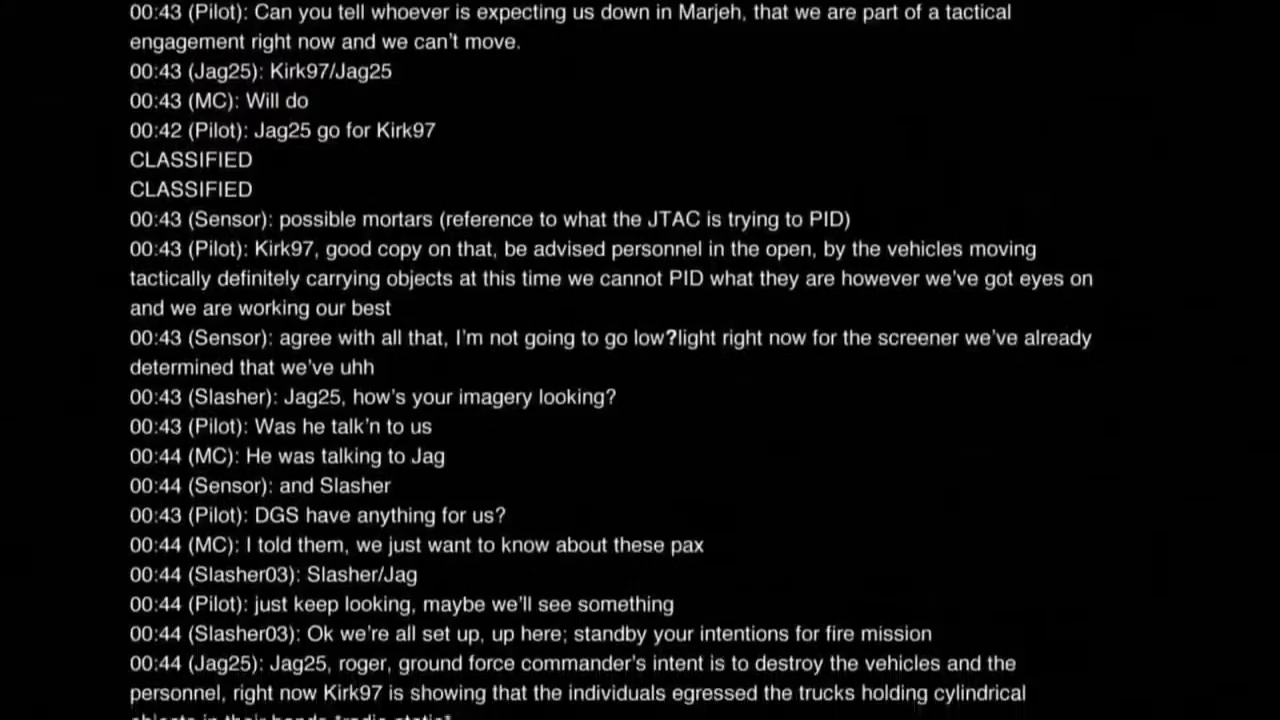 00:43 (Pilot): Can you tell whoever is expecting us down in Marjeh, that we are part of a tactical
engagement right now and we can't move.
00:43 (Jag25): Kirk97/Jag25
00:43 (MC): Will do
00:42 (Pilot): Jag25 go for Kirk97
CLASSIFIED
CLASSIFIED
00:43 (Sensor): possible mortars (reference to what the JTAC is trying to PID)
00:43 (Pilot): Kirk97, good copy on that, be advised personnel in the open, by the vehicles moving
tactically definitely carrying objects at this time we cannot PID what they are however we've got eyes on
and we are working our best
00:43 (Sensor): agree with all that, I'm not going to go low?light right now for the screener we've already
determined that we've uhh
00:43 (Slasher): Jag25, how's your imagery looking?
00:43 (Pilot): Was he talk'n to us
00:44 (MC): He was talking to Jag
00:44 (Sensor): and Slasher
00:43 (Pilot): DGS have anything for us?
00:44 (MC): I told them, we just want to know about these pax
00:44 (Slasher03): Slasher/Jag
00:44 (Pilot): just keep looking, maybe we'll see something
00:44 (Slasher03): Ok we're all set up, up here; standby your intentions for fire mission
00:44 (Jag25): Jag25, roger, ground force commander's intent is to destroy the vehicles and the
personnel, right now Kirk97 is showing that the individuals egressed the trucks holding cylindrical
objects in their hands *radio static*